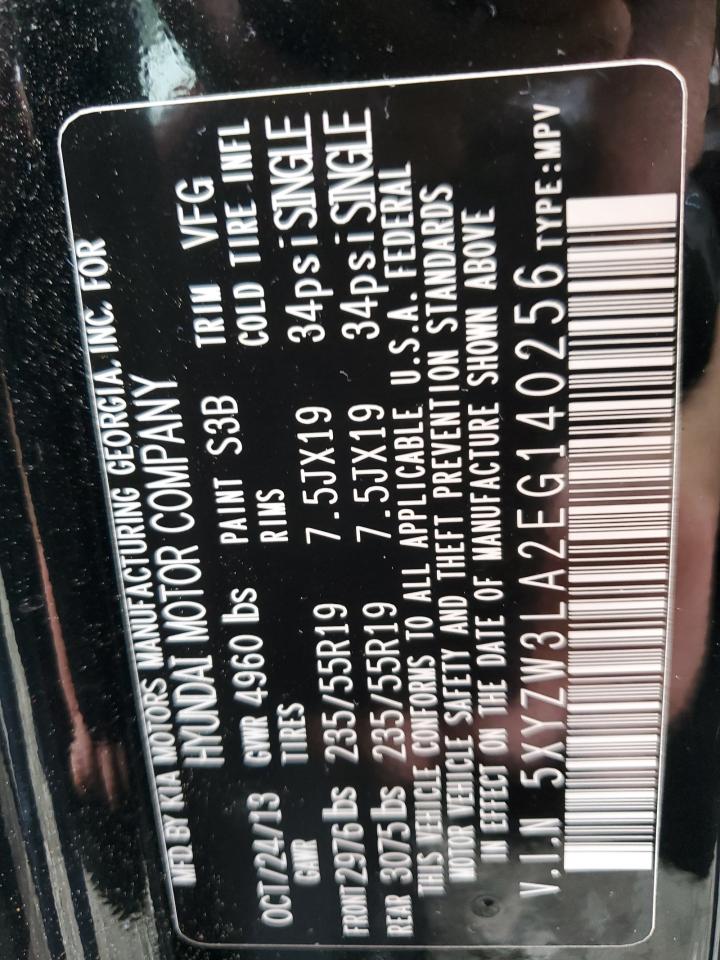 MFD. BY KIA MOTORS MANUFACTURING GEORGIA, INC. FOR
HYUNDAI MOTOR COMPANY
OCT/24/13 GVWR 4960 lbs PAINT S3B TRIM VFG
GAWR TIRES RIMS COLD TIRE INFL
FRONT 2976 lbs 235/55R19 7.5JX19 34psi SINGLE
REAR 3075 lbs 235/55R19 7.5JX19 34psi SINGLE
THIS VEHICLE CONFORMS TO ALL APPLICABLE U.S.A. FEDERAL
MOTOR VEHICLE SAFETY AND THEFT PREVENTION STANDARDS
IN EFFECT ON THE DATE OF MANUFACTURE SHOWN ABOVE
V.I.N 5XYZW3LA2EG140256 TYPE:MPV